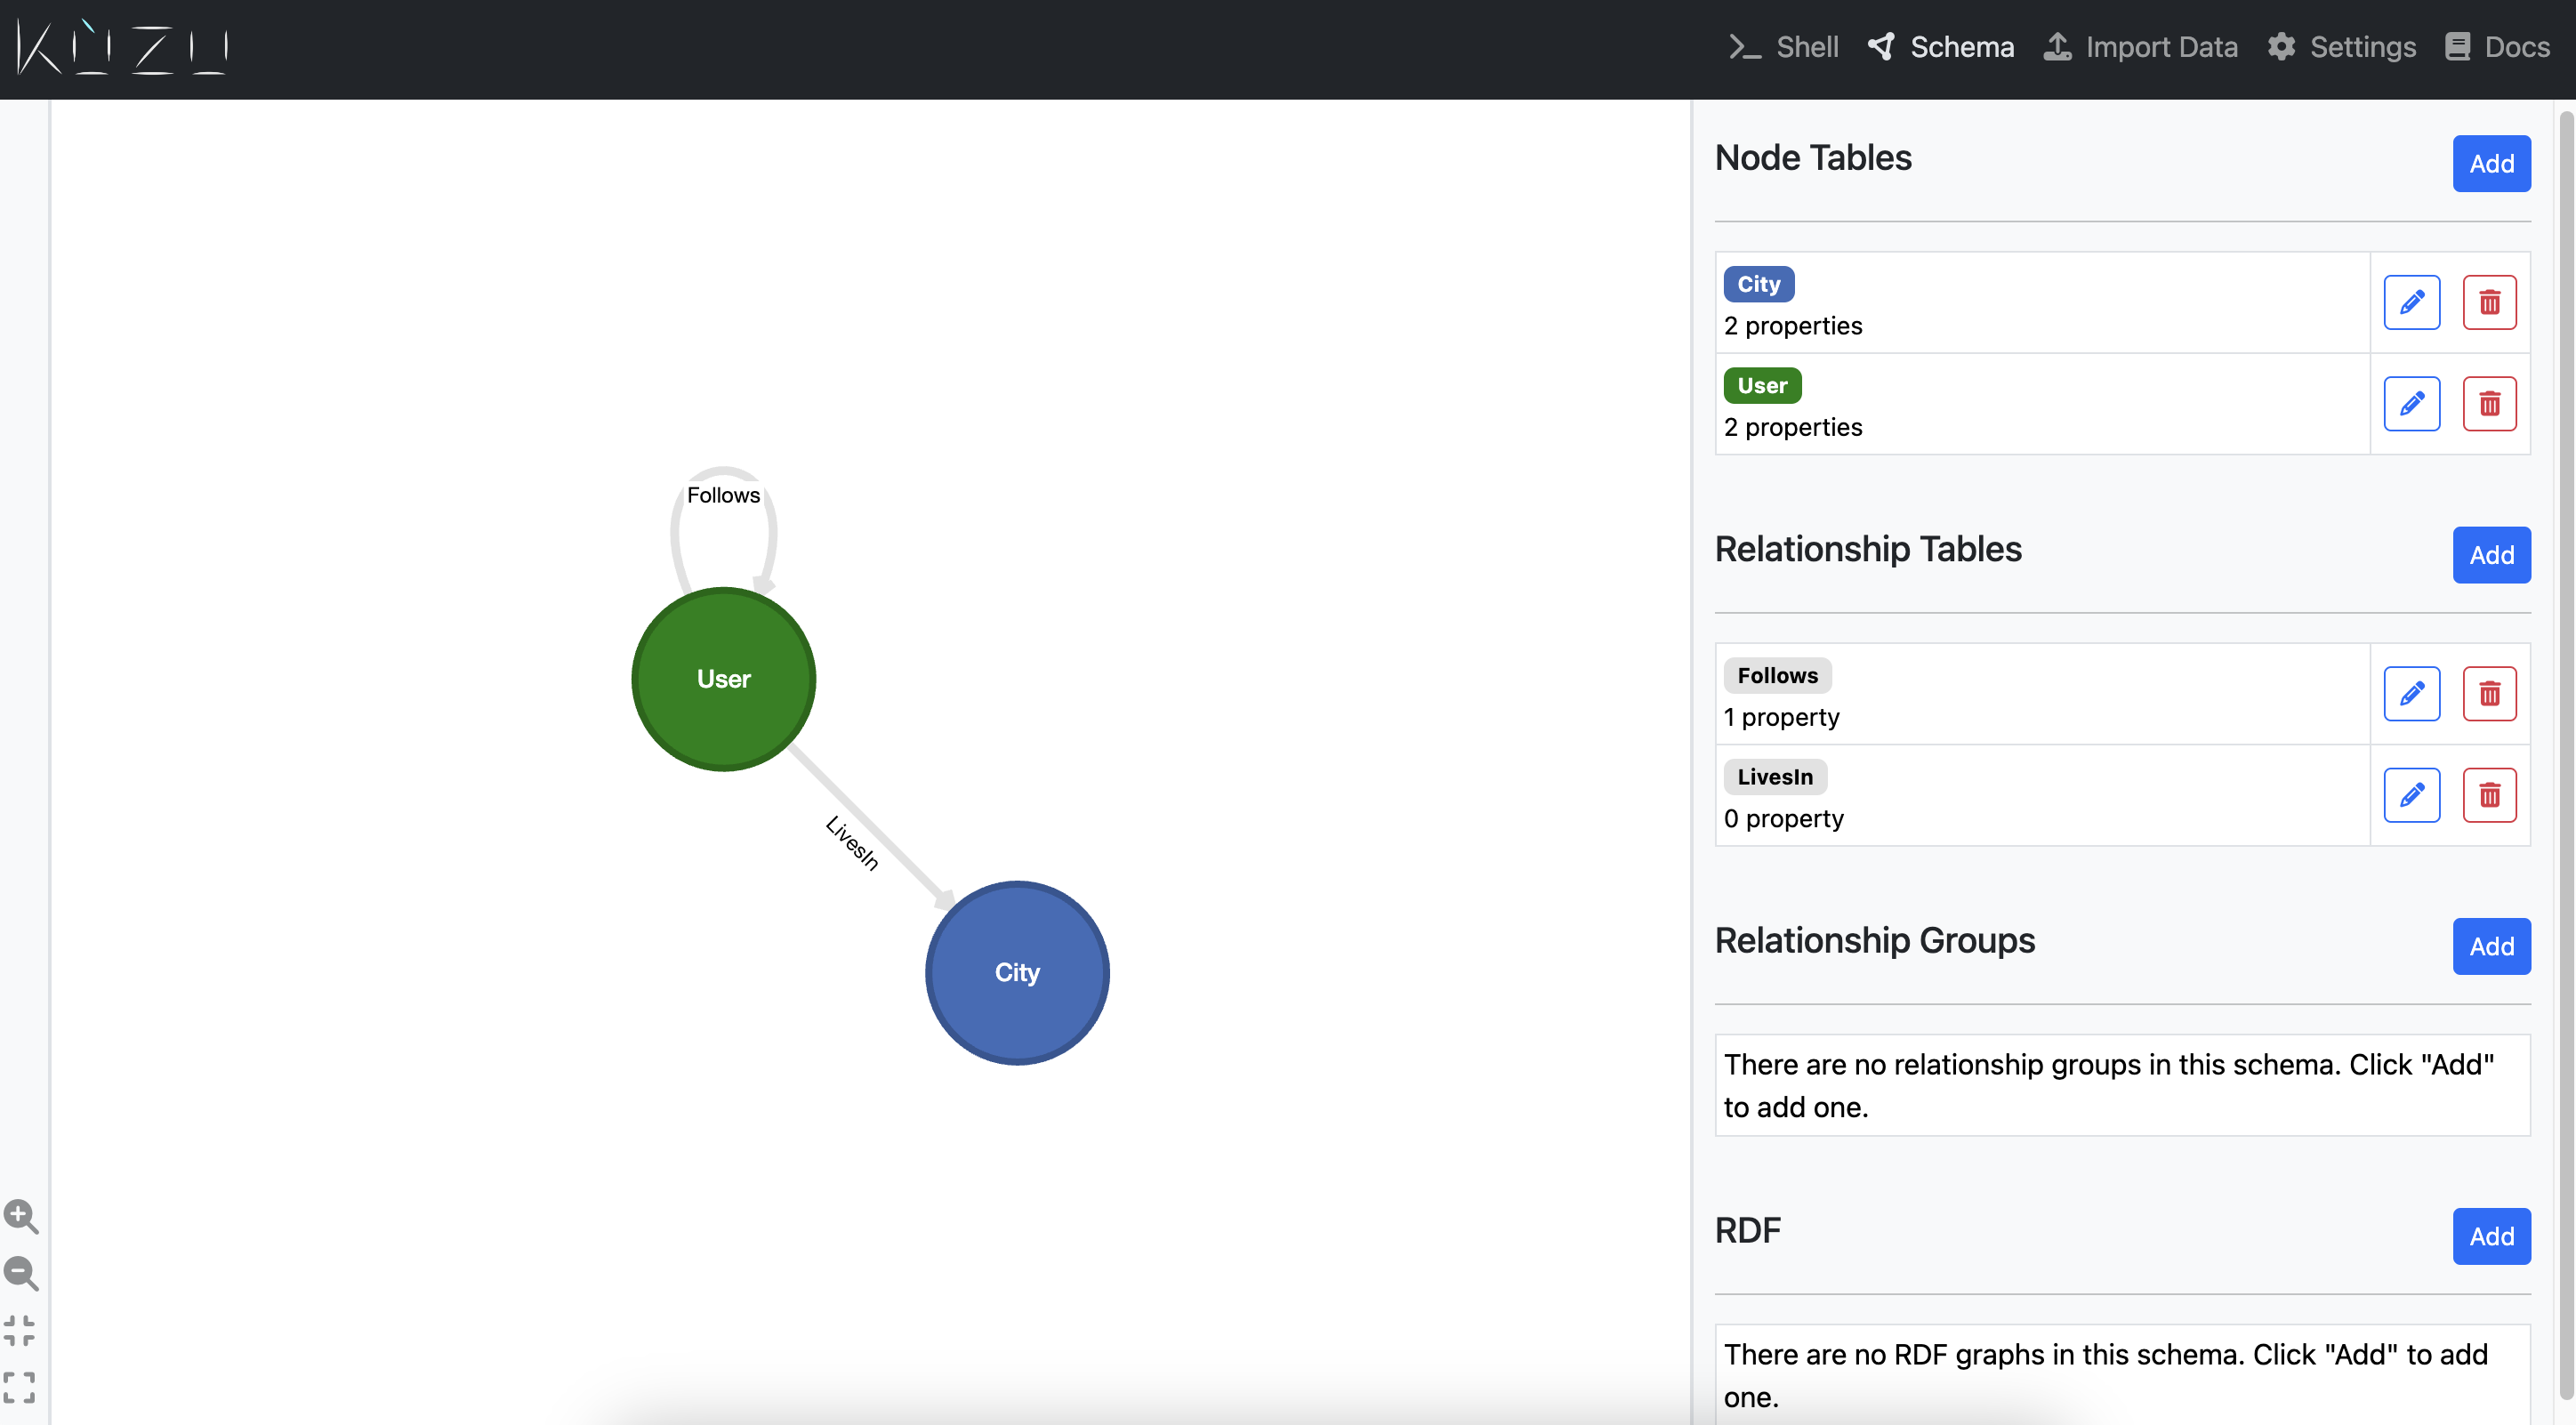 KÙZU
Shell Schema Import Data Settings Docs
Follows
User
LivesIn
City
Node Tables
Add
City
2 properties
User
2 properties
Relationship Tables
Add
Follows
1 property
LivesIn
0 property
Relationship Groups
Add
There are no relationship groups in this schema. Click "Add"
to add one.
RDF
Add
There are no RDF graphs in this schema. Click "Add" to add
one.